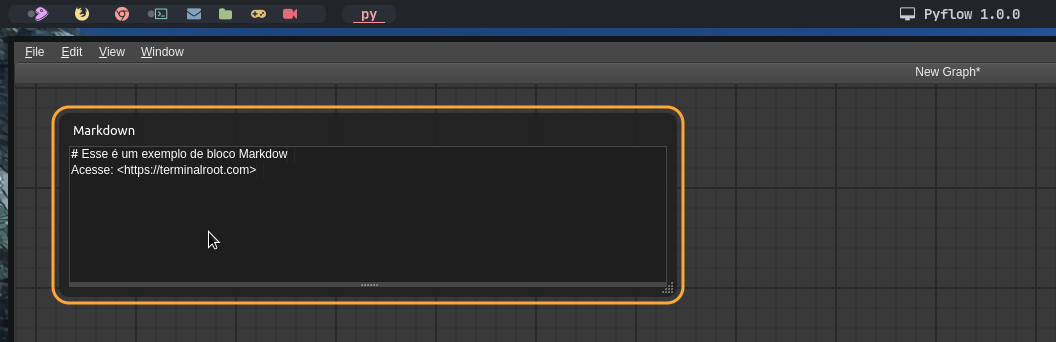 py
Pyflow 1.0.0
File Edit View Window
New Graph*
Markdown
# Esse é um exemplo de bloco Markdow
Acesse: <https://terminalroot.com>